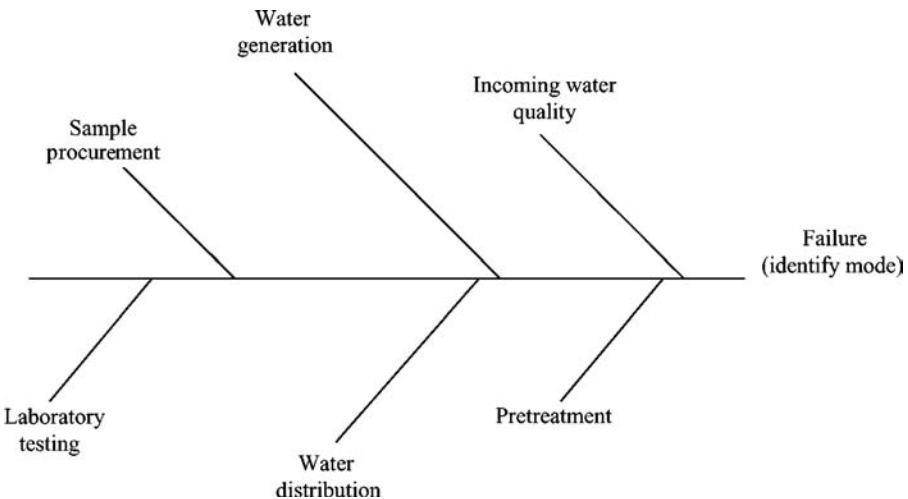 Water
generation
Incoming water
quality
Sample
procurement
Failure
(identify mode)
Laboratory
testing
Water
distribution
Pretreatment